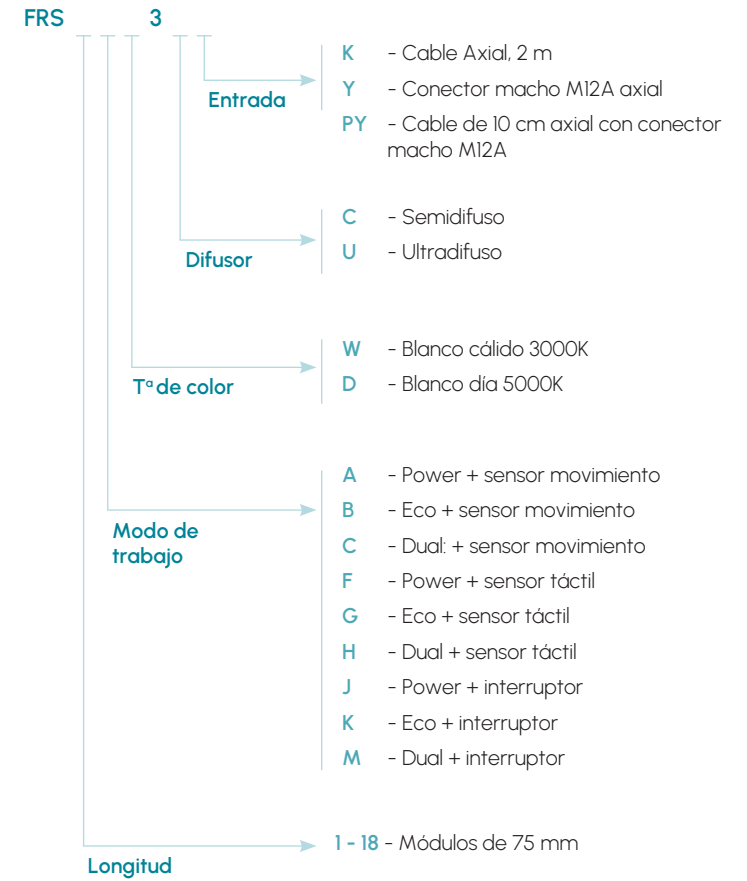 FRS 3
Entrada
K - Cable Axial, 2 m
Y - Conector macho M12A axial
PY - Cable de 10 cm axial con conector
macho M12A
Difusor
C - Semidifuso
U - Ultradifuso
Tª de color
W - Blanco cálido 3000K
D - Blanco día 5000K
Modo de
trabajo
A - Power + sensor movimiento
B - Eco + sensor movimiento
C - Dual: + sensor movimiento
F - Power + sensor táctil
G - Eco + sensor táctil
H - Dual + sensor táctil
J - Power + interruptor
K - Eco + interruptor
M - Dual + interruptor
Longitud
1 - 18 - Módulos de 75 mm